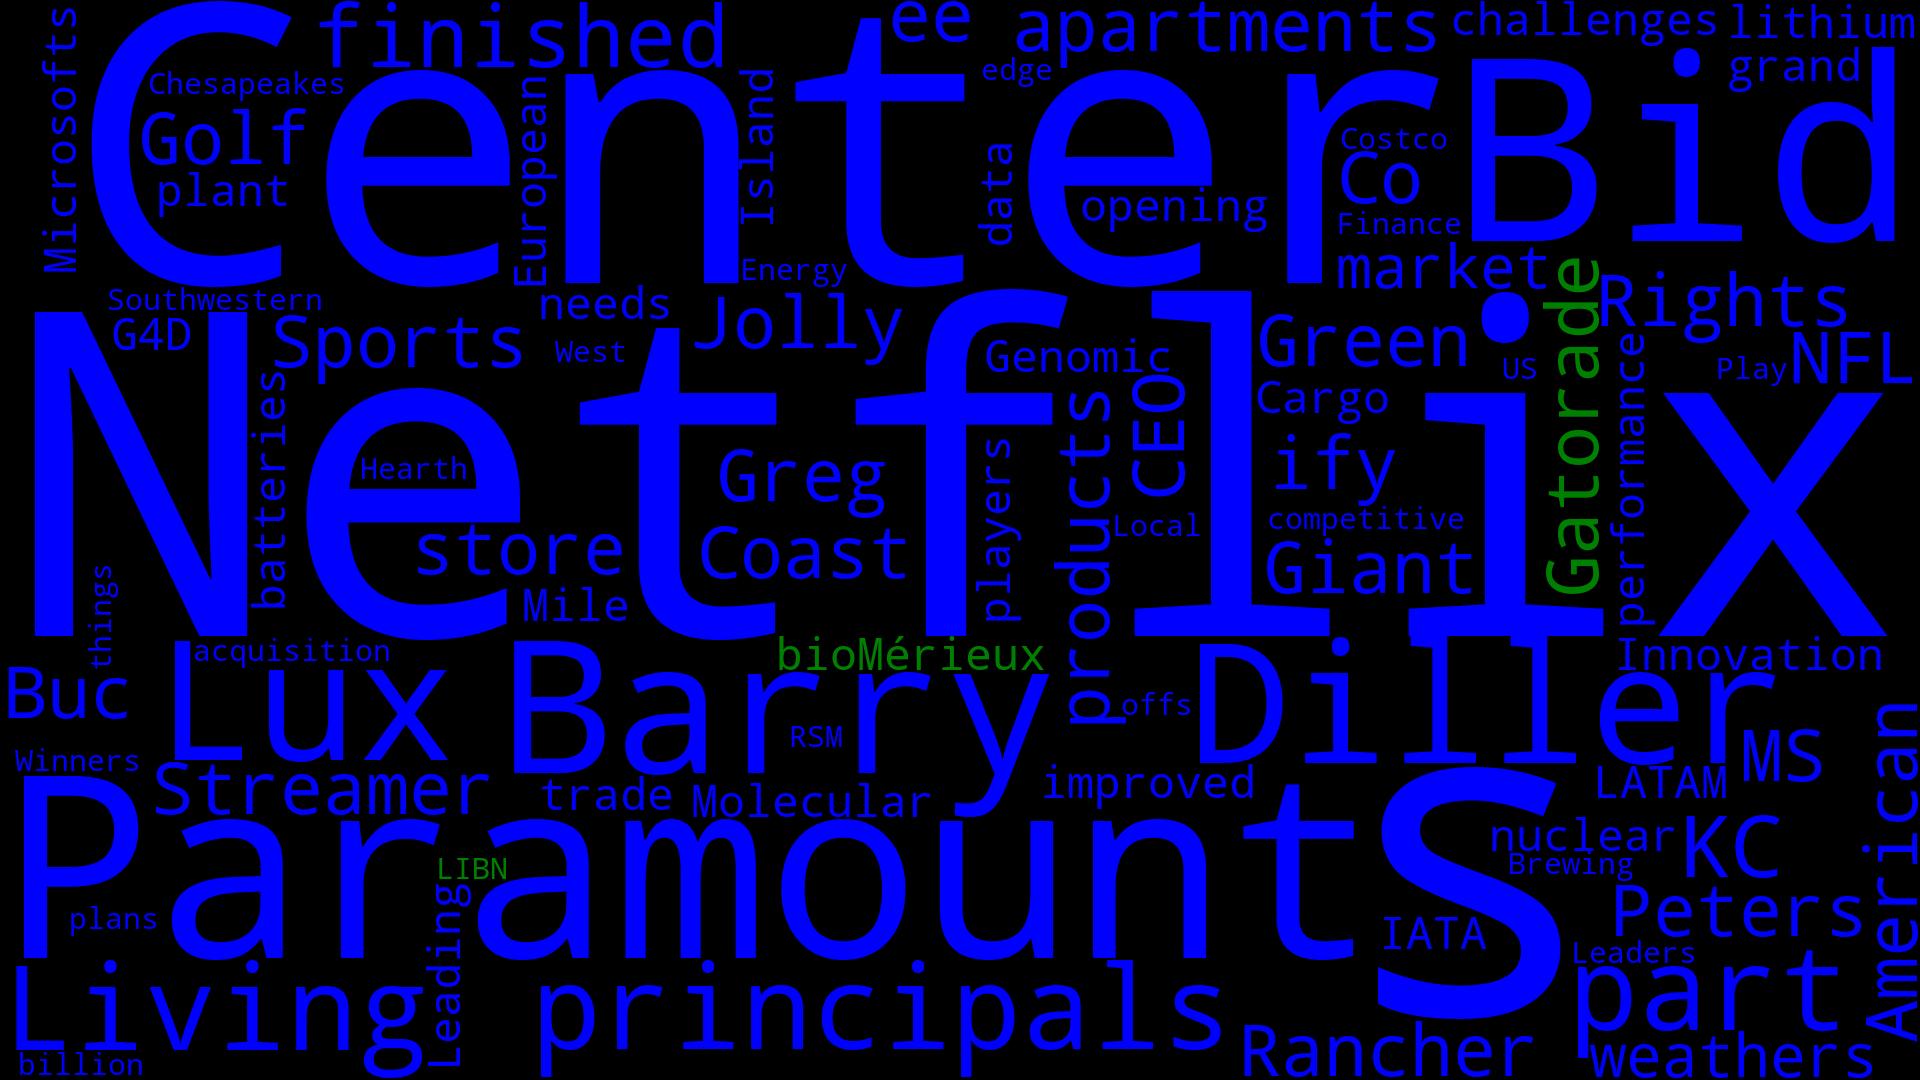 Microsofts
Center
finished
ee
apartments
challenges
lithium
grand
edge
Chesapeakes
Golf
plant
European
Island
data
opening
Costco
Co
Finance
Bid
market
Energy
Southwestern
G4D
Sports
needs
West
Jolly
Genomic
Green
US
Gatorade
Rights
Play
NFL
Netflix
batteries
Hearth
store
Mile
Greg
Coast
players
products
CEO
Local
Cargo
ify
competitive
Giant
performance
things
acquisition
Buc
Lux
Barry
bioMérieux
RSM
offs
Diller
Innovation
Winners
Streamer
trade
Molecular
improved
LATAM
MS
American
Paramount
s
nuclear
Brewing
KC
LIBN
plans
Leading
IATA
Peters
Leaders
Living
principals
part
billion
Rancher
weathers